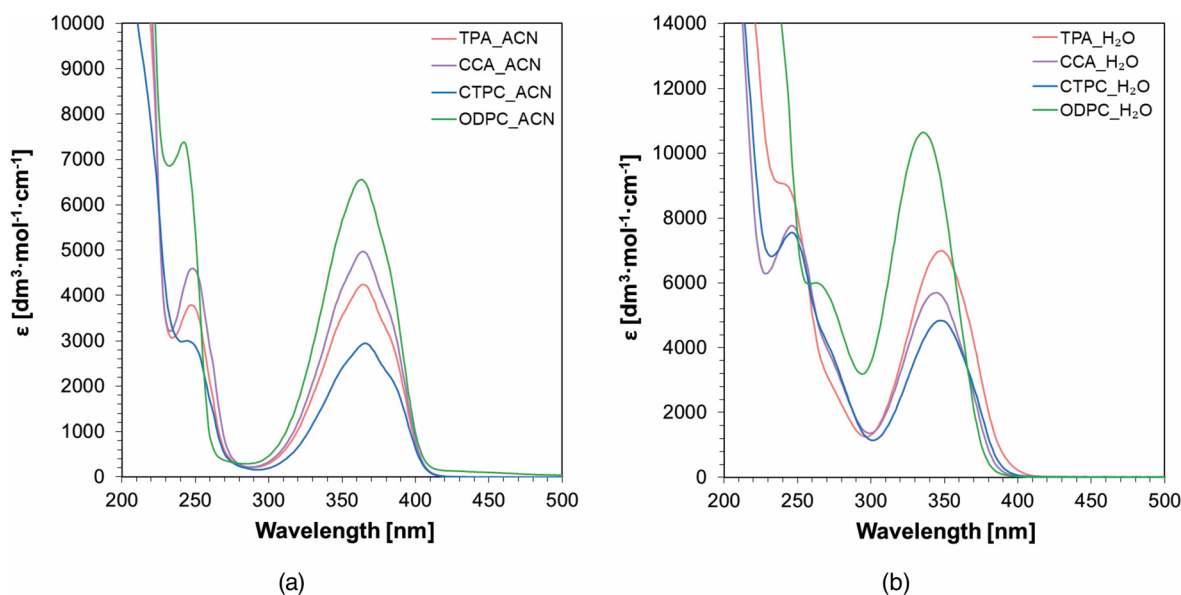 10000
9000
8000
7000
6000
5000
4000
3000
2000
1000
0
ε [dm³·mol⁻¹·cm⁻¹]
TPA_ACN
CCA_ACN
CTPC_ACN
ODPC_ACN
200 250 300 350 400 450 500
Wavelength [nm]
(a)
14000
12000
10000
8000
6000
4000
2000
0
ε [dm³·mol⁻¹·cm⁻¹]
TPA_H₂O
CCA_H₂O
CTPC_H₂O
ODPC_H₂O
200 250 300 350 400 450 500
Wavelength [nm]
(b)